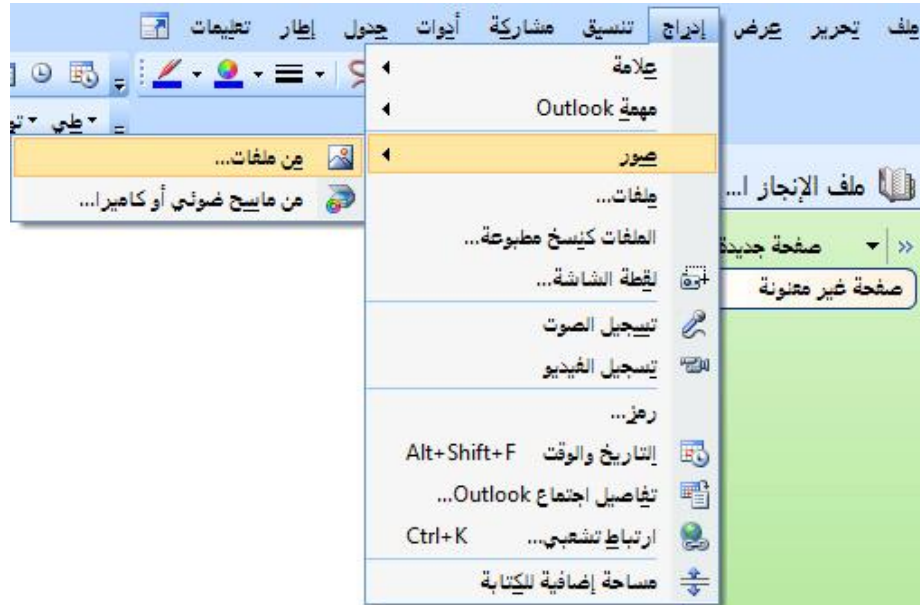 ملف تحرير عرض إدراج تنسيق مشاركة أدوات جدول إطار تعليمات
علامة
مهمة Outlook
طي
صور
من ملفات...
ملفات...
من ماسح ضوئي أو كاميرا...
ملف الإنجاز ا...
الملفات كنسخ مطبوعة...
صفحة جديدة
لقطة الشاشة...
صفحة غير معنونة
تسجيل الصوت
تسجيل الفيديو
رمز...
التاريخ والوقت Alt+Shift+F
تفاصيل اجتماع Outlook...
ارتباط تشعبي... Ctrl+K
مساحة إضافية للكتابة